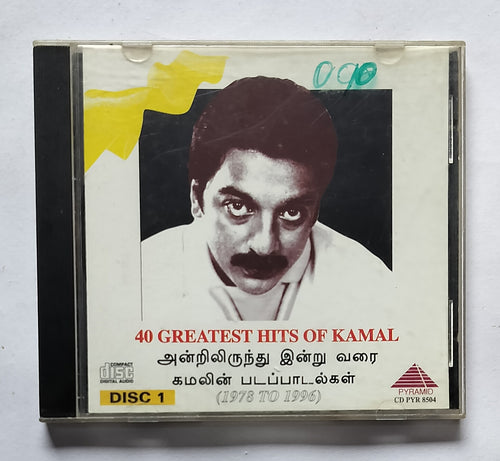 090
40 GREATEST HITS OF KAMAL
அன்றிலிருந்து இன்று வரை
கமலின் படப்பாடல்கள்
(1978 TO 1996)
COMPACT
disc
DIGITAL AUDIO
DISC 1
PYRAMID
CD PYR 8504